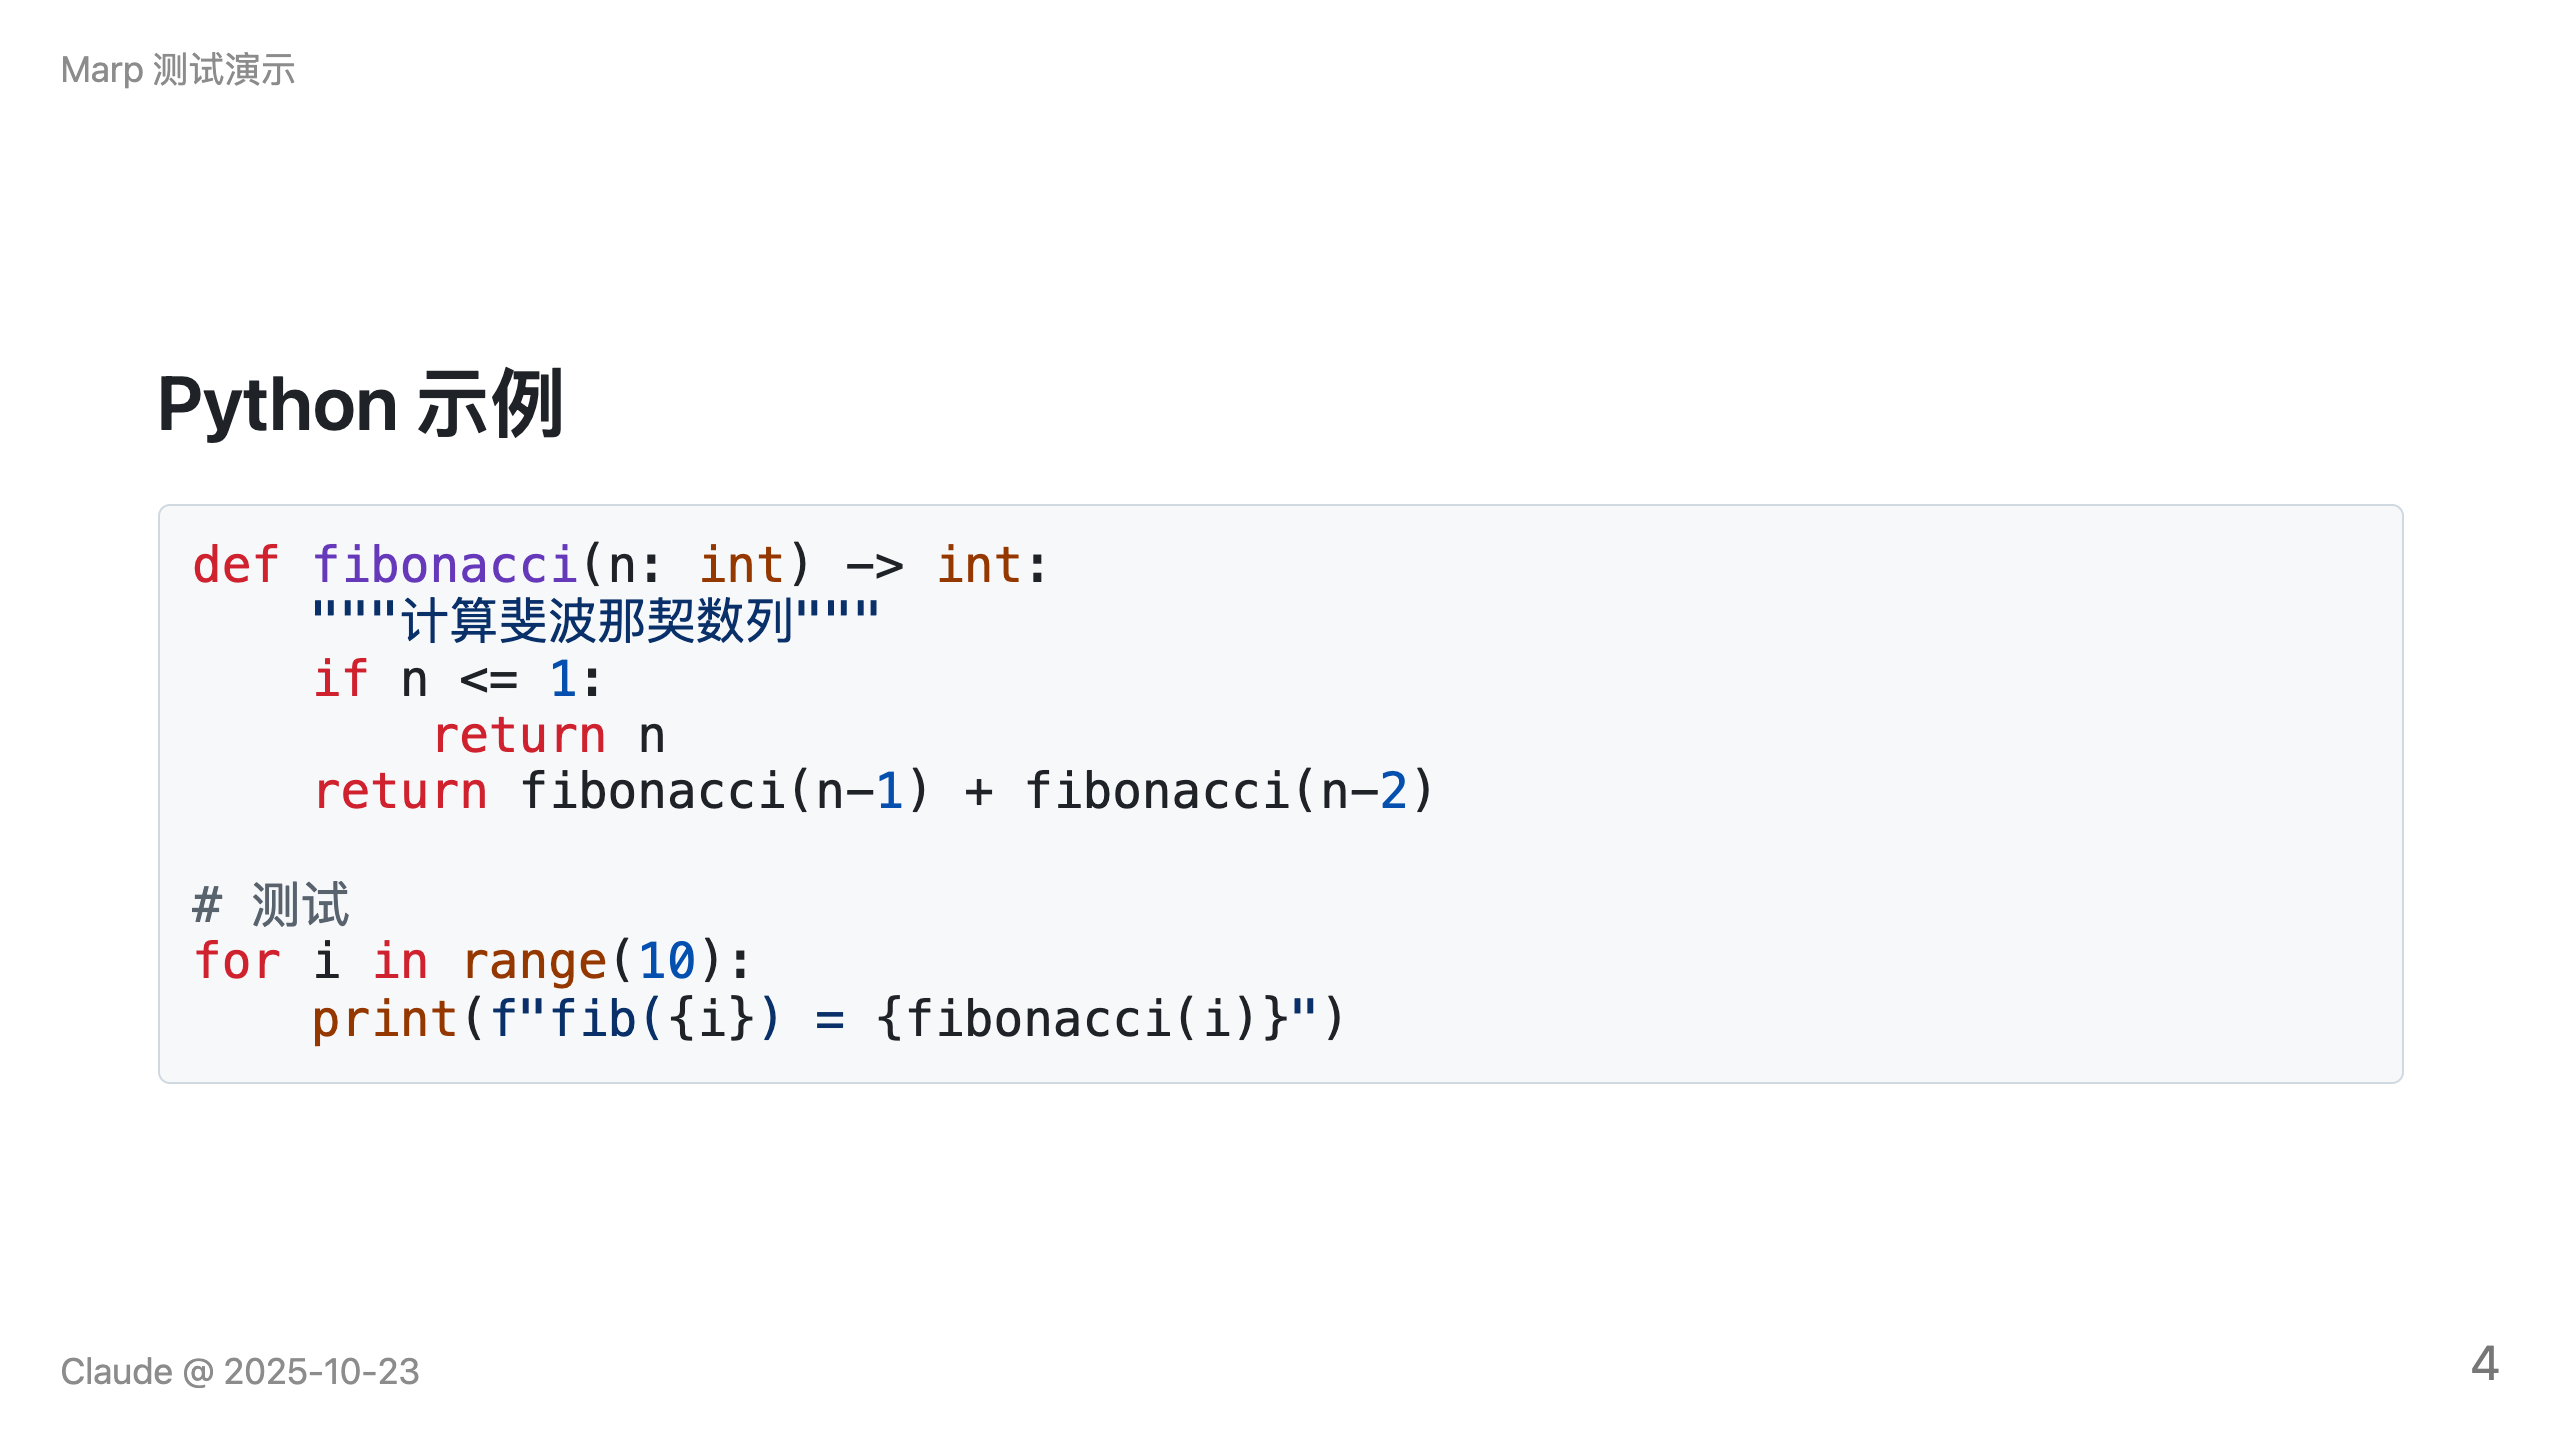 Marp 测试演示
Python 示例
def fibonacci(n: int) -> int:
    """计算斐波那契数列"""
    if n <= 1:
        return n
    return fibonacci(n-1) + fibonacci(n-2)

# 测试
for i in range(10):
    print(f"fib({i}) = {fibonacci(i)}")
Claude @ 2025-10-23
4